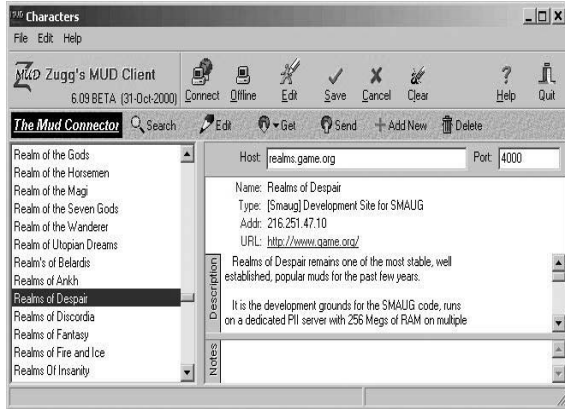 Characters
File Edit Help
Zugg's MUD Client
6.09 BETA (31-Oct-2000)
Connect Offline Edit Save Cancel Clear Help Quit
The Mud Connector Search Edit Get Send Add New Delete
Realm of the Gods
Realm of the Horsemen
Realm of the Magi
Realm of the Seven Gods
Realm of the Wanderer
Realm of Utopian Dreams
Realm's of Belardis
Realms of Ankh
Realms of Despair
Realms of Discordia
Realms of Fantasy
Realms of Fire and Ice
Realms Of Insanity
Host: realms.game.org Port: 4000
Name: Realms of Despair
Type: [Smaug] Development Site for SMAUG
Addr: 216.251.47.10
URL: http://www.game.org/
Description
Realms of Despair remains one of the most stable, well
established, popular muds for the past few years.
It is the development grounds for the SMAUG code, runs
on a dedicated PII server with 256 Megs of RAM on multiple
Notes